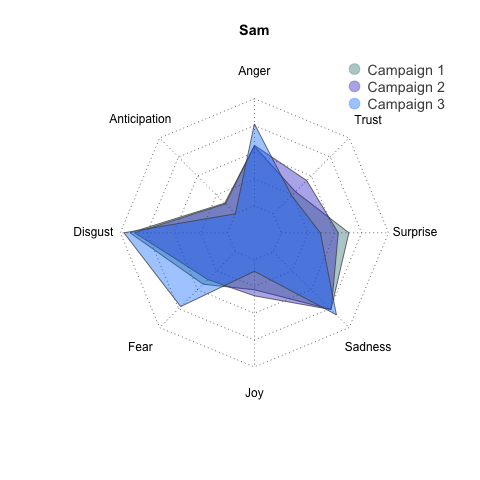 Sam
Anger
Campaign 1
Campaign 2
Campaign 3
Anticipation
Trust
Disgust
Surprise
Fear
Sadness
Joy